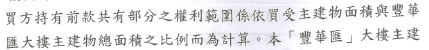 買方持有前款共有部分之權利範圍係依買受主建物面積與豐華
匯大樓主建物總面積之比例而為計算。本「豐華匯」大樓主建